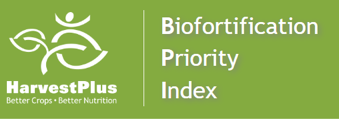 HarvestPlus
Better Crops • Better Nutrition
Biofortification
Priority
Index